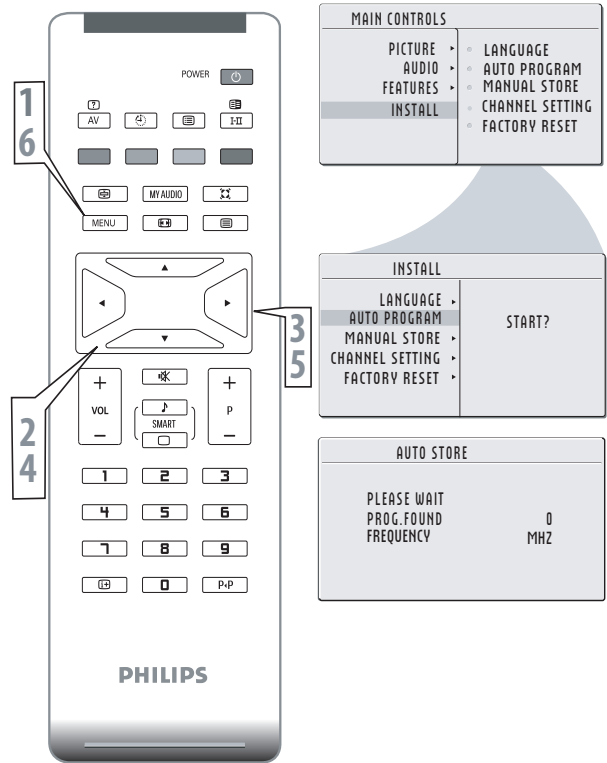 POWER
?
AV
I-II
MY AUDIO
MENU
1
6
3
5
2
4
+
VOL
−
SMART
+
P
−
1 2 3
4 5 6
7 8 9
i+ 0 P◂P
PHILIPS
MAIN CONTROLS
PICTURE ▸
AUDIO ▸
FEATURES ▸
INSTALL
LANGUAGE
AUTO PROGRAM
MANUAL STORE
CHANNEL SETTING
FACTORY RESET
INSTALL
LANGUAGE ▸
AUTO PROGRAM
MANUAL STORE ▸
CHANNEL SETTING ▸
FACTORY RESET ▸
START?
AUTO STORE
PLEASE WAIT
PROG.FOUND 0
FREQUENCY MHZ